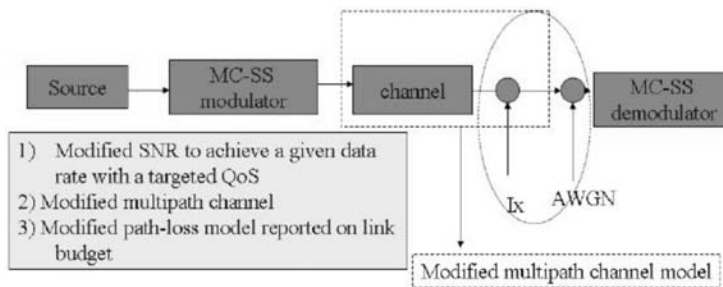 Source
MC-SS
modulator
channel
MC-SS
demodulator
1) Modified SNR to achieve a given data
rate with a targeted QoS
2) Modified multipath channel
3) Modified path-loss model reported on link
budget
Ix
AWGN
Modified multipath channel model